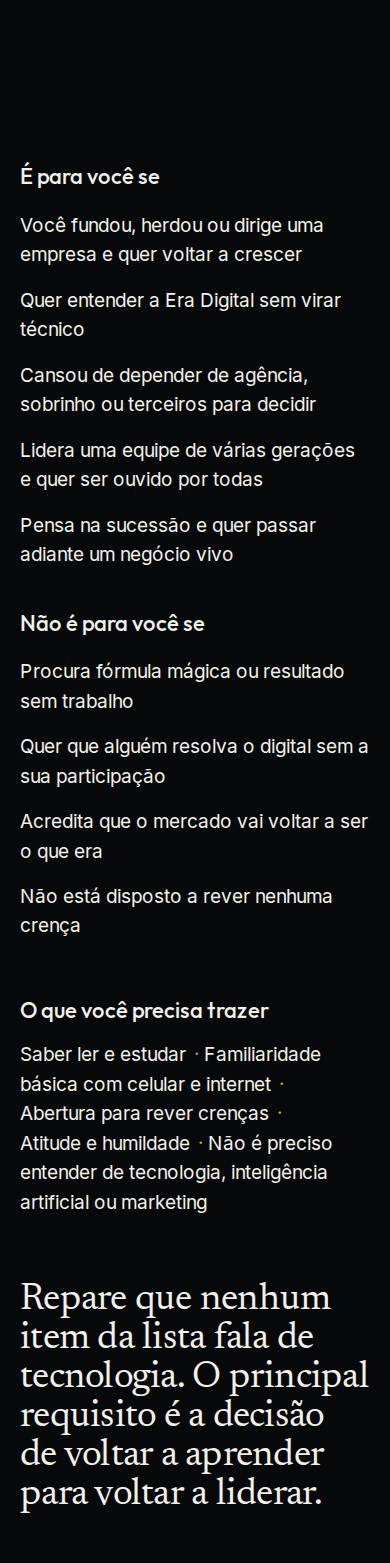 É para você se
Você fundou, herdou ou dirige uma
empresa e quer voltar a crescer
Quer entender a Era Digital sem virar
técnico
Cansou de depender de agência,
sobrinho ou terceiros para decidir
Lidera uma equipe de várias gerações
e quer ser ouvido por todas
Pensa na sucessão e quer passar
adiante um negócio vivo
Não é para você se
Procura fórmula mágica ou resultado
sem trabalho
Quer que alguém resolva o digital sem a
sua participação
Acredita que o mercado vai voltar a ser
o que era
Não está disposto a rever nenhuma
crença
O que você precisa trazer
Saber ler e estudar · Familiaridade
básica com celular e internet ·
Abertura para rever crenças ·
Atitude e humildade · Não é preciso
entender de tecnologia, inteligência
artificial ou marketing
Repare que nenhum
item da lista fala de
tecnologia. O principal
requisito é a decisão
de voltar a aprender
para voltar a liderar.